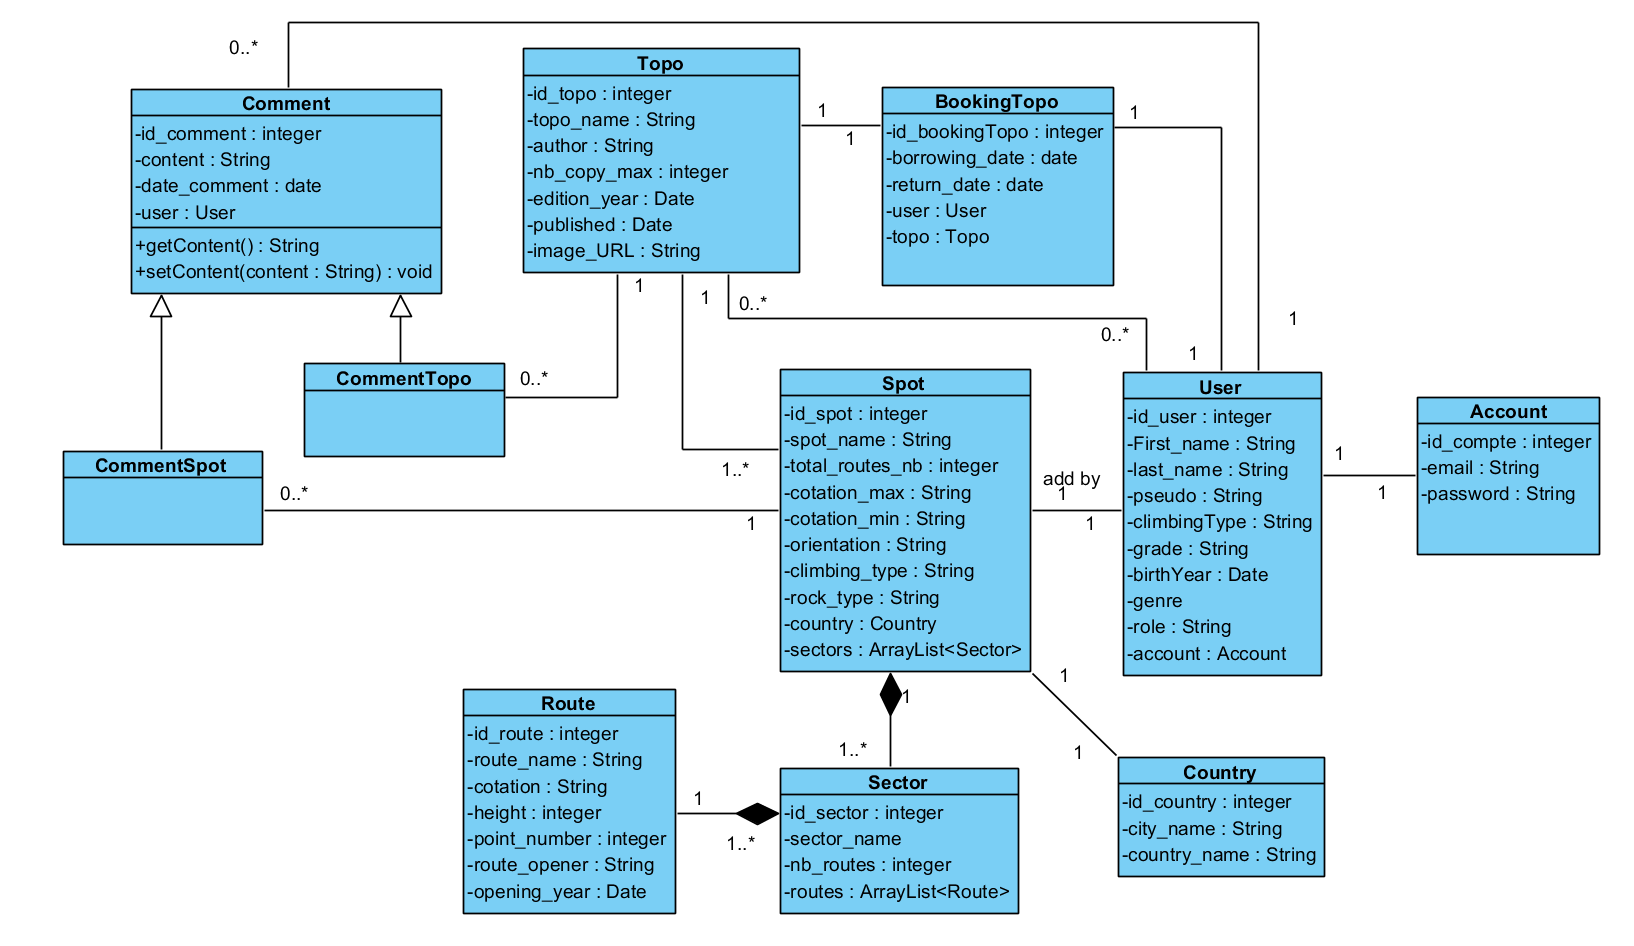 0..*
Comment
-id_comment : integer
-content : String
-date_comment : date
-user : User
+getContent() : String
+setContent(content : String) : void
Topo
-id_topo : integer
-topo_name : String
-author : String
-nb_copy_max : integer
-edition_year : Date
-published : Date
-image_URL : String
1
1
BookingTopo
-id_bookingTopo : integer
-borrowing_date : date
-return_date : date
-user : User
-topo : Topo
1
1
1
0..*
0..*
1
1
CommentTopo
0..*
CommentSpot
0..*
1
1..*
Spot
-id_spot : integer
-spot_name : String
-total_routes_nb : integer
-cotation_max : String
-cotation_min : String
-orientation : String
-climbing_type : String
-rock_type : String
-country : Country
-sectors : ArrayList<Sector>
add by
1
1
User
-id_user : integer
-First_name : String
-last_name : String
-pseudo : String
-climbingType : String
-grade : String
-birthYear : Date
-genre
-role : String
-account : Account
1
1
Account
-id_compte : integer
-email : String
-password : String
1
1..*
1
1
Route
-id_route : integer
-route_name : String
-cotation : String
-height : integer
-point_number : integer
-route_opener : String
-opening_year : Date
1
1..*
Sector
-id_sector : integer
-sector_name
-nb_routes : integer
-routes : ArrayList<Route>
Country
-id_country : integer
-city_name : String
-country_name : String